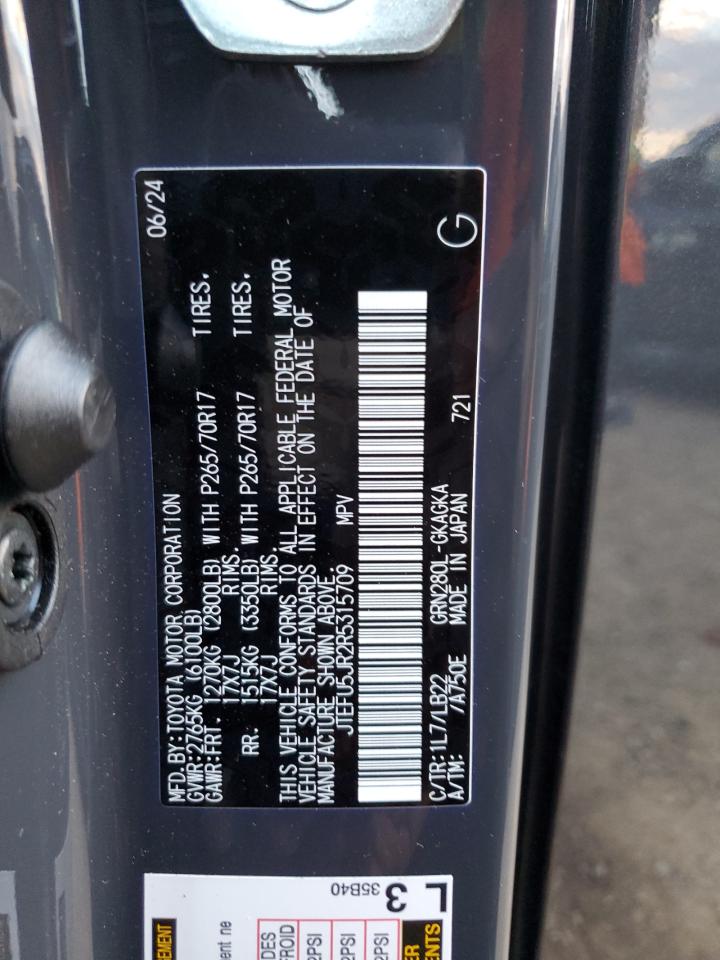 MFD.BY:TOYOTA MOTOR CORPORATION 06/24
GVWR:2765KG (6100LB)
GAWR:FRT. 1270KG (2800LB) WITH P265/70R17 TIRES.
17X7J RIMS.
RR. 1515KG (3350LB) WITH P265/70R17 TIRES.
17X7J RIMS.
THIS VEHICLE CONFORMS TO ALL APPLICABLE FEDERAL MOTOR
VEHICLE SAFETY STANDARDS IN EFFECT ON THE DATE OF
MANUFACTURE SHOWN ABOVE.
JTEFU5JR2R5315709 MPV
C/TR:1L7/LB22 GRN280L-GKAGKA 721
A/TM: /A750E MADE IN JAPAN G
L3
35B40